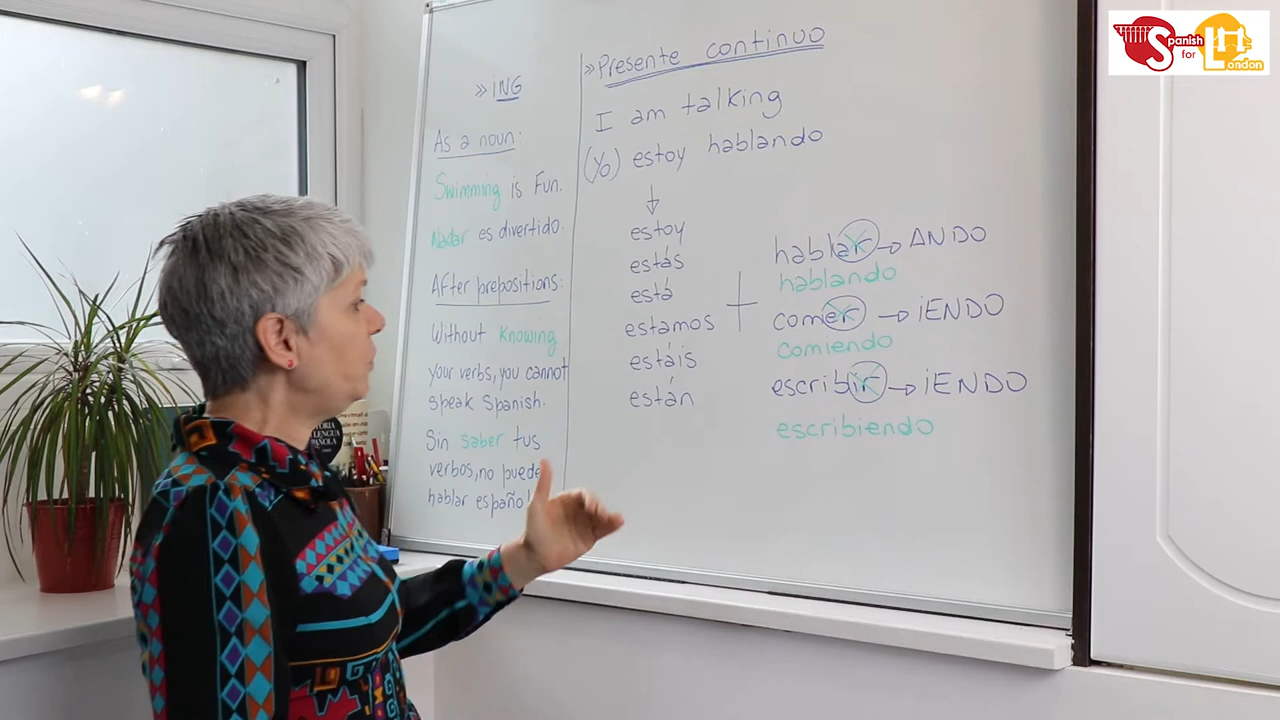 » ING
As a noun:
Swimming is Fun.
Nadar es divertido.
After prepositions:
Without Knowing
your verbs, you cannot
speak Spanish.
Sin saber tus
verbos, no
hablar español
» Presente continuo
I am talking
(Yo) estoy hablando
estoy
estás
está
estamos
estáis
están
+
hablar → ANDO
hablando
comer → iENDO
comiendo
escribir → iENDO
escribiendo
Spanish
for
London